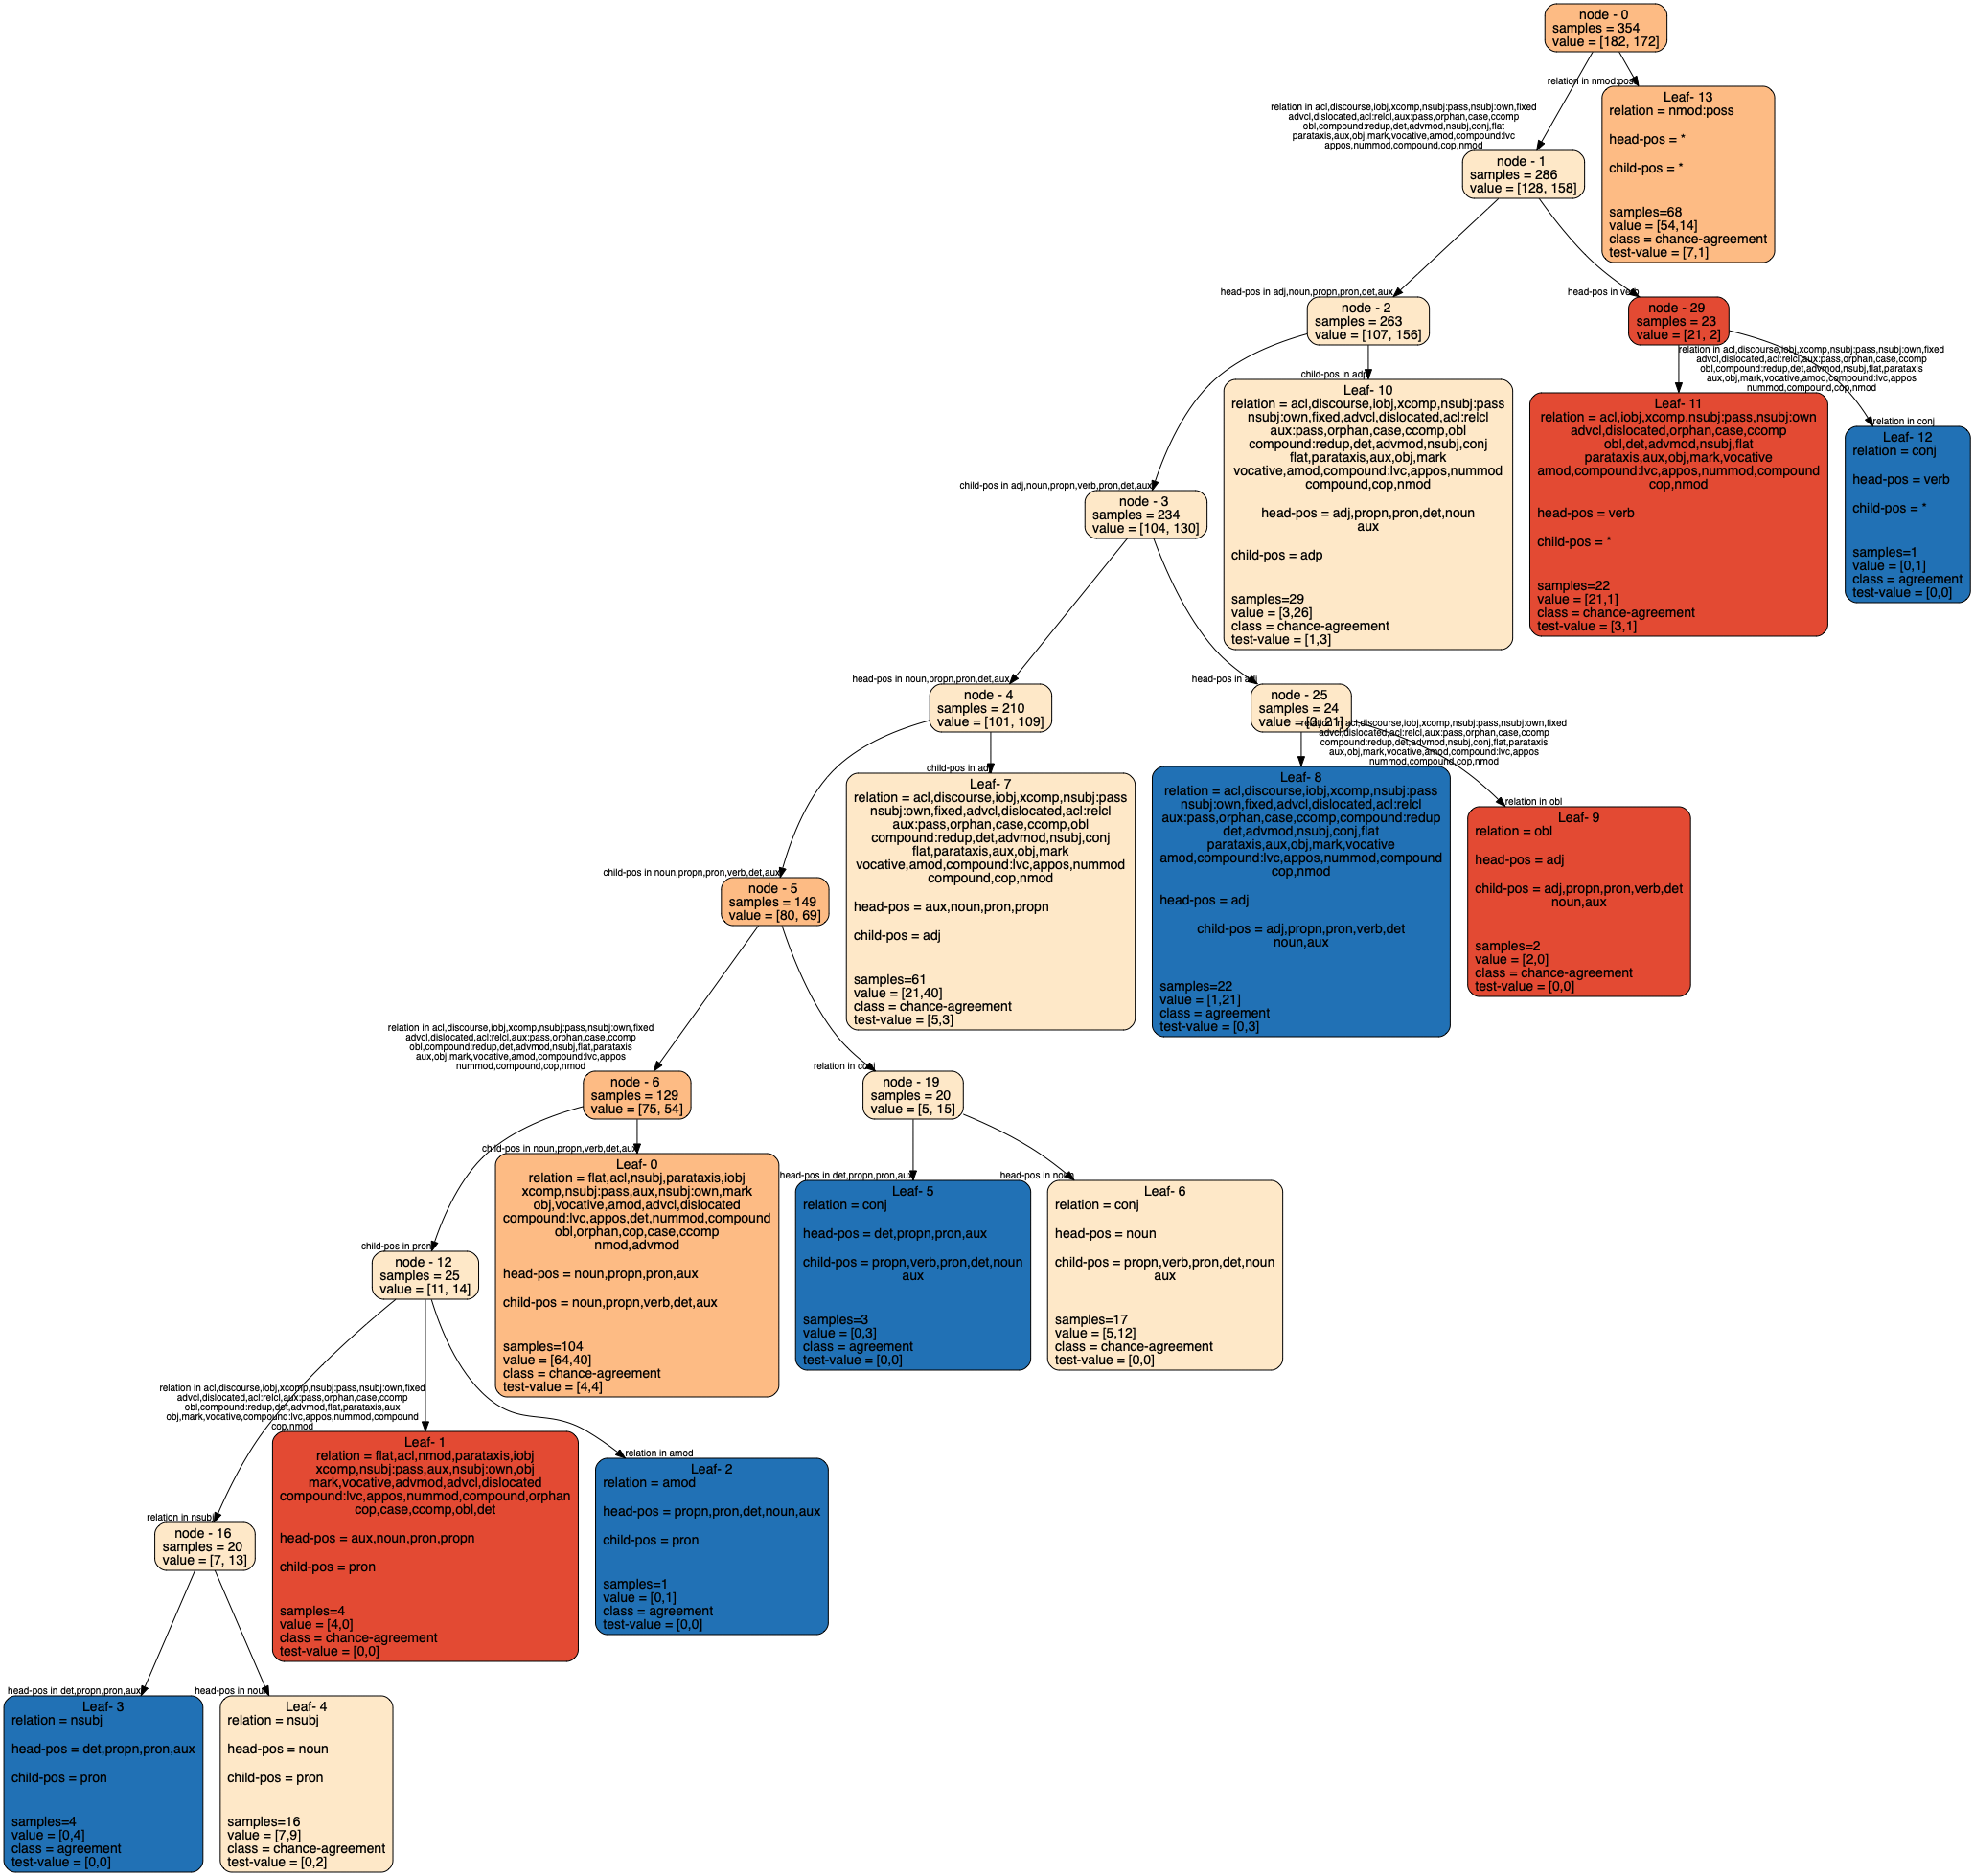 node - 0
samples = 354
value = [182, 172]
relation in nmod:poss
relation in acl,discourse,iobj,xcomp,nsubj:pass,nsubj:own,fixed
advcl,dislocated,acl:relcl,aux:pass,orphan,case,ccomp
obl,compound:redup,det,advmod,nsubj,conj,flat
parataxis,aux,obj,mark,vocative,amod,compound:lvc
appos,nummod,compound,cop,nmod
Leaf- 13
relation = nmod:poss
head-pos = *
child-pos = *
samples=68
value = [54,14]
class = chance-agreement
test-value = [7,1]
node - 1
samples = 286
value = [128, 158]
head-pos in adj,noun,propn,pron,det,aux
head-pos in verb
node - 2
samples = 263
value = [107, 156]
node - 29
samples = 23
value = [21, 2]
child-pos in adj,noun,propn,verb,pron,det,aux
child-pos in adp
relation in acl,discourse,iobj,xcomp,nsubj:pass,nsubj:own,fixed
advcl,dislocated,acl:relcl,aux:pass,orphan,case,ccomp
obl,compound:redup,det,advmod,nsubj,flat,parataxis
aux,obj,mark,vocative,amod,compound:lvc,appos
nummod,compound,cop,nmod
relation in conj
Leaf- 10
relation = acl,discourse,iobj,xcomp,nsubj:pass
nsubj:own,fixed,advcl,dislocated,acl:relcl
aux:pass,orphan,case,ccomp,obl
compound:redup,det,advmod,nsubj,conj
flat,parataxis,aux,obj,mark
vocative,amod,compound:lvc,appos,nummod
compound,cop,nmod
head-pos = adj,propn,pron,det,noun
aux
child-pos = adp
samples=29
value = [3,26]
class = chance-agreement
test-value = [1,3]
Leaf- 11
relation = acl,iobj,xcomp,nsubj:pass,nsubj:own
advcl,dislocated,orphan,case,ccomp
obl,det,advmod,nsubj,flat
parataxis,aux,obj,mark,vocative
amod,compound:lvc,appos,nummod,compound
cop,nmod
head-pos = verb
child-pos = *
samples=22
value = [21,1]
class = chance-agreement
test-value = [3,1]
Leaf- 12
relation = conj
head-pos = verb
child-pos = *
samples=1
value = [0,1]
class = agreement
test-value = [0,0]
node - 3
samples = 234
value = [104, 130]
head-pos in noun,propn,pron,det,aux
head-pos in adj
node - 4
samples = 210
value = [101, 109]
node - 25
samples = 24
value = [3, 21]
child-pos in noun,propn,pron,verb,det,aux
child-pos in adj
relation in acl,discourse,iobj,xcomp,nsubj:pass,nsubj:own,fixed
advcl,dislocated,acl:relcl,aux:pass,orphan,case,ccomp
compound:redup,det,advmod,nsubj,conj,flat,parataxis
aux,obj,mark,vocative,amod,compound:lvc,appos
nummod,compound,cop,nmod
relation in obl
Leaf- 7
relation = acl,discourse,iobj,xcomp,nsubj:pass
nsubj:own,fixed,advcl,dislocated,acl:relcl
aux:pass,orphan,case,ccomp,obl
compound:redup,det,advmod,nsubj,conj
flat,parataxis,aux,obj,mark
vocative,amod,compound:lvc,appos,nummod
compound,cop,nmod
head-pos = aux,noun,pron,propn
child-pos = adj
samples=61
value = [21,40]
class = chance-agreement
test-value = [5,3]
Leaf- 8
relation = acl,discourse,iobj,xcomp,nsubj:pass
nsubj:own,fixed,advcl,dislocated,acl:relcl
aux:pass,orphan,case,ccomp,compound:redup
det,advmod,nsubj,conj,flat
parataxis,aux,obj,mark,vocative
amod,compound:lvc,appos,nummod,compound
cop,nmod
head-pos = adj
child-pos = adj,propn,pron,verb,det
noun,aux
samples=22
value = [1,21]
class = agreement
test-value = [0,3]
Leaf- 9
relation = obl
head-pos = adj
child-pos = adj,propn,pron,verb,det
noun,aux
samples=2
value = [2,0]
class = chance-agreement
test-value = [0,0]
node - 5
samples = 149
value = [80, 69]
relation in acl,discourse,iobj,xcomp,nsubj:pass,nsubj:own,fixed
advcl,dislocated,acl:relcl,aux:pass,orphan,case,ccomp
obl,compound:redup,det,advmod,nsubj,flat,parataxis
aux,obj,mark,vocative,amod,compound:lvc,appos
nummod,compound,cop,nmod
relation in conj
node - 6
samples = 129
value = [75, 54]
node - 19
samples = 20
value = [5, 15]
child-pos in pron
child-pos in noun,propn,verb,det,aux
head-pos in det,propn,pron,aux
head-pos in noun
Leaf- 0
relation = flat,acl,nsubj,parataxis,iobj
xcomp,nsubj:pass,aux,nsubj:own,mark
obj,vocative,amod,advcl,dislocated
compound:lvc,appos,det,nummod,compound
obl,orphan,cop,case,ccomp
nmod,advmod
head-pos = noun,propn,pron,aux
child-pos = noun,propn,verb,det,aux
samples=104
value = [64,40]
class = chance-agreement
test-value = [4,4]
Leaf- 5
relation = conj
head-pos = det,propn,pron,aux
child-pos = propn,verb,pron,det,noun
aux
samples=3
value = [0,3]
class = agreement
test-value = [0,0]
Leaf- 6
relation = conj
head-pos = noun
child-pos = propn,verb,pron,det,noun
aux
samples=17
value = [5,12]
class = chance-agreement
test-value = [0,0]
node - 12
samples = 25
value = [11, 14]
relation in nsubj
relation in acl,discourse,iobj,xcomp,nsubj:pass,nsubj:own,fixed
advcl,dislocated,acl:relcl,aux:pass,orphan,case,ccomp
obl,compound:redup,det,advmod,flat,parataxis,aux
obj,mark,vocative,compound:lvc,appos,nummod,compound
cop,nmod
relation in amod
node - 16
samples = 20
value = [7, 13]
Leaf- 1
relation = flat,acl,nmod,parataxis,iobj
xcomp,nsubj:pass,aux,nsubj:own,obj
mark,vocative,advmod,advcl,dislocated
compound:lvc,appos,nummod,compound,orphan
cop,case,ccomp,obl,det
head-pos = aux,noun,pron,propn
child-pos = pron
samples=4
value = [4,0]
class = chance-agreement
test-value = [0,0]
Leaf- 2
relation = amod
head-pos = propn,pron,det,noun,aux
child-pos = pron
samples=1
value = [0,1]
class = agreement
test-value = [0,0]
head-pos in det,propn,pron,aux
head-pos in noun
Leaf- 3
relation = nsubj
head-pos = det,propn,pron,aux
child-pos = pron
samples=4
value = [0,4]
class = agreement
test-value = [0,0]
Leaf- 4
relation = nsubj
head-pos = noun
child-pos = pron
samples=16
value = [7,9]
class = chance-agreement
test-value = [0,2]